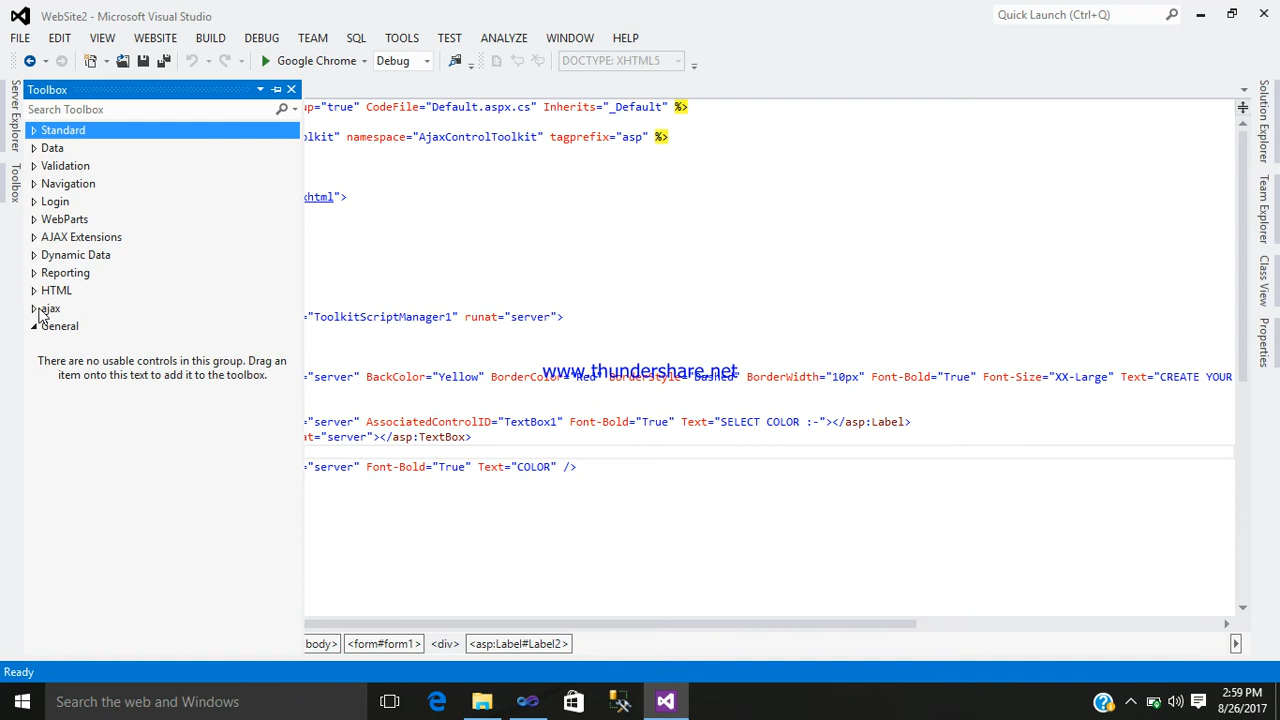 WebSite2 - Microsoft Visual Studio
Quick Launch (Ctrl+Q)
FILE EDIT VIEW WEBSITE BUILD DEBUG TEAM SQL TOOLS TEST ANALYZE WINDOW HELP
Google Chrome Debug DOCTYPE: XHTML5
Server Explorer
Toolbox
Toolbox
Search Toolbox
Standard
Data
Validation
Navigation
Login
WebParts
AJAX Extensions
Dynamic Data
Reporting
HTML
ajax
General
There are no usable controls in this group. Drag an
item onto this text to add it to the toolbox.
up="true" CodeFile="Default.aspx.cs" Inherits="_Default" %>
olkit" namespace="AjaxControlToolkit" tagprefix="asp" %>
xhtml">
="ToolkitScriptManager1" runat="server">
www.thundershare.net
="server" BackColor="Yellow" BorderColor="Red" BorderStyle="Dashed" BorderWidth="10px" Font-Bold="True" Font-Size="XX-Large" Text="CREATE YOUR
="server" AssociatedControlID="TextBox1" Font-Bold="True" Text="SELECT COLOR :-"></asp:Label>
at="server"></asp:TextBox>
="server" Font-Bold="True" Text="COLOR" />
Solution Explorer
Team Explorer
Class View
Properties
body> <form#form1> <div> <asp:Label#Label2>
Ready
Search the web and Windows
2:59 PM
8/26/2017